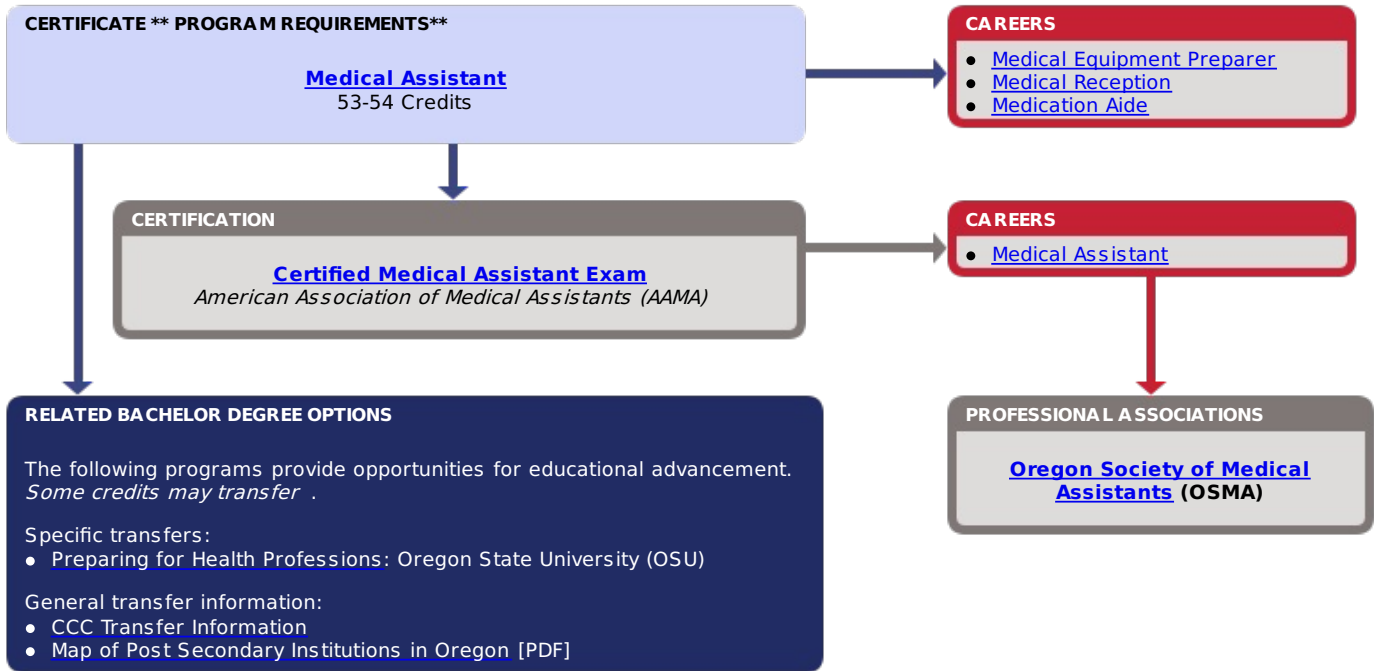 CERTIFICATE ** PROGRAM REQUIREMENTS**
Medical Assistant
53-54 Credits
CAREERS
● Medical Equipment Preparer
● Medical Reception
● Medication Aide
CERTIFICATION
Certified Medical Assistant Exam
American Association of Medical Assistants (AAMA)
CAREERS
● Medical Assistant
RELATED BACHELOR DEGREE OPTIONS
The following programs provide opportunities for educational advancement.
Some credits may transfer .
Specific transfers:
● Preparing for Health Professions: Oregon State University (OSU)
General transfer information:
● CCC Transfer Information
● Map of Post Secondary Institutions in Oregon [PDF]
PROFESSIONAL ASSOCIATIONS
Oregon Society of Medical
Assistants (OSMA)